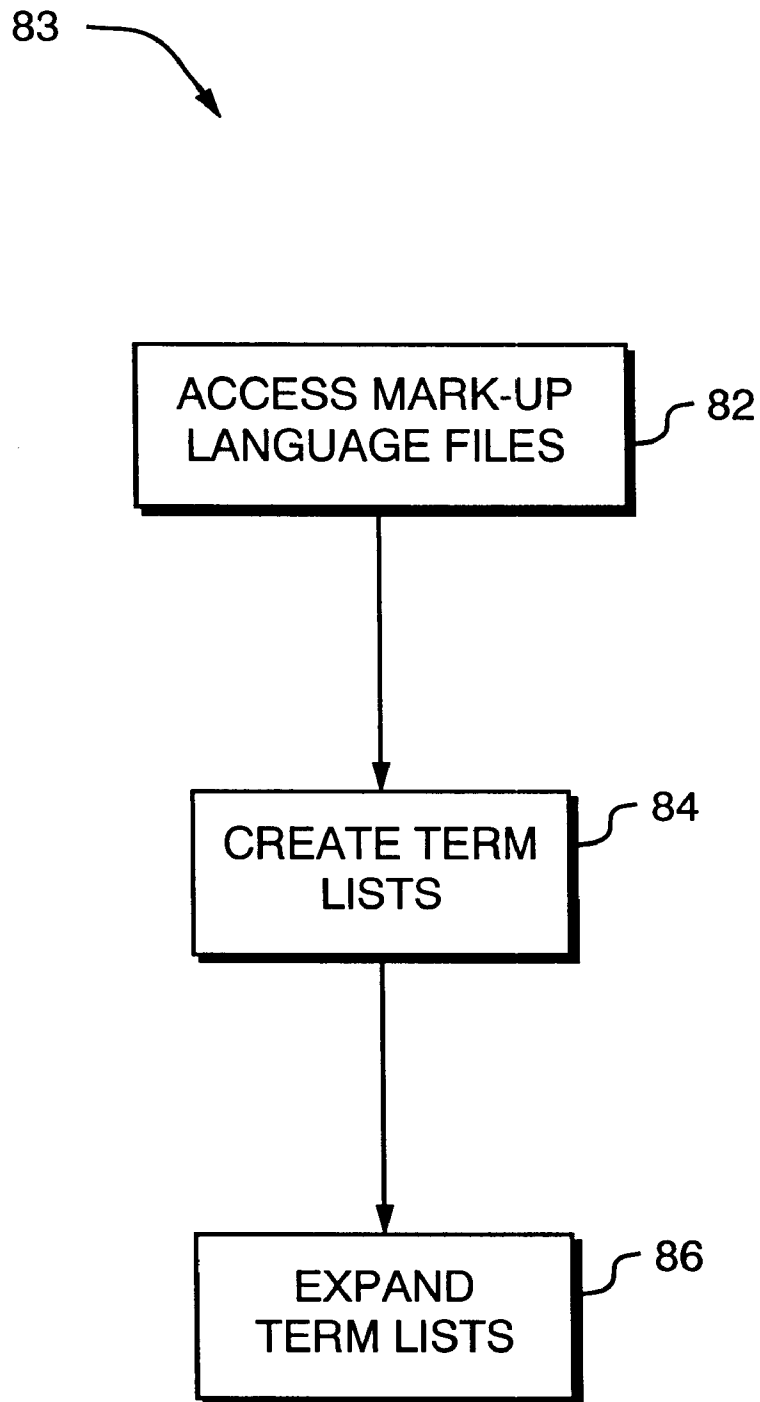 83
ACCESS MARK-UP
LANGUAGE FILES
82
CREATE TERM
LISTS
84
EXPAND
TERM LISTS
86